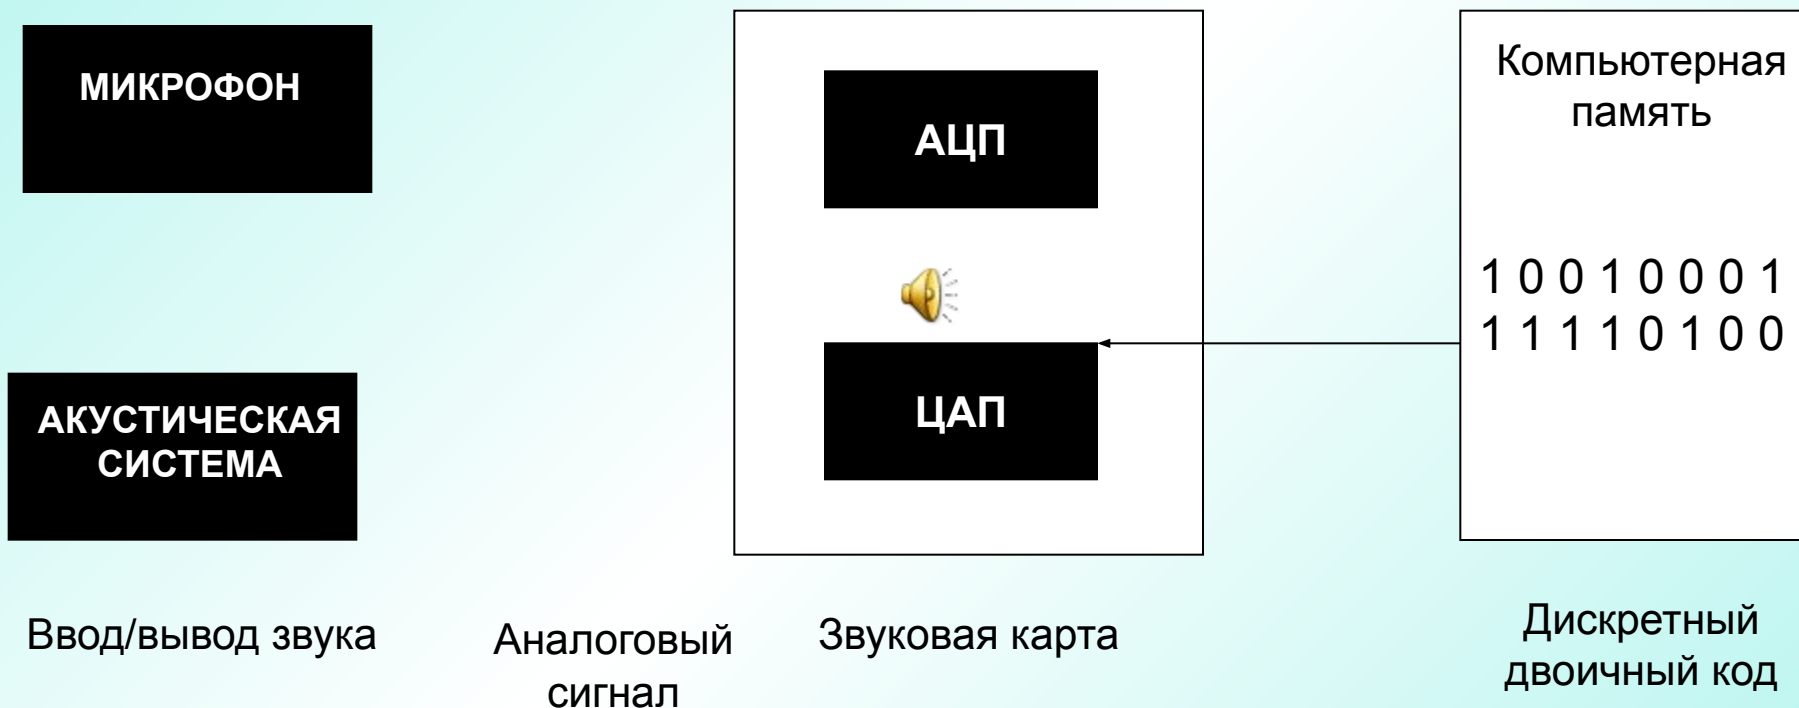 МИКРОФОН
АЦП
Компьютерная
память
1 0 0 1 0 0 0 1
1 1 1 1 0 1 0 0
АКУСТИЧЕСКАЯ
СИСТЕМА
ЦАП
Ввод/вывод звука
Аналоговый
сигнал
Звуковая карта
Дискретный
двоичный код